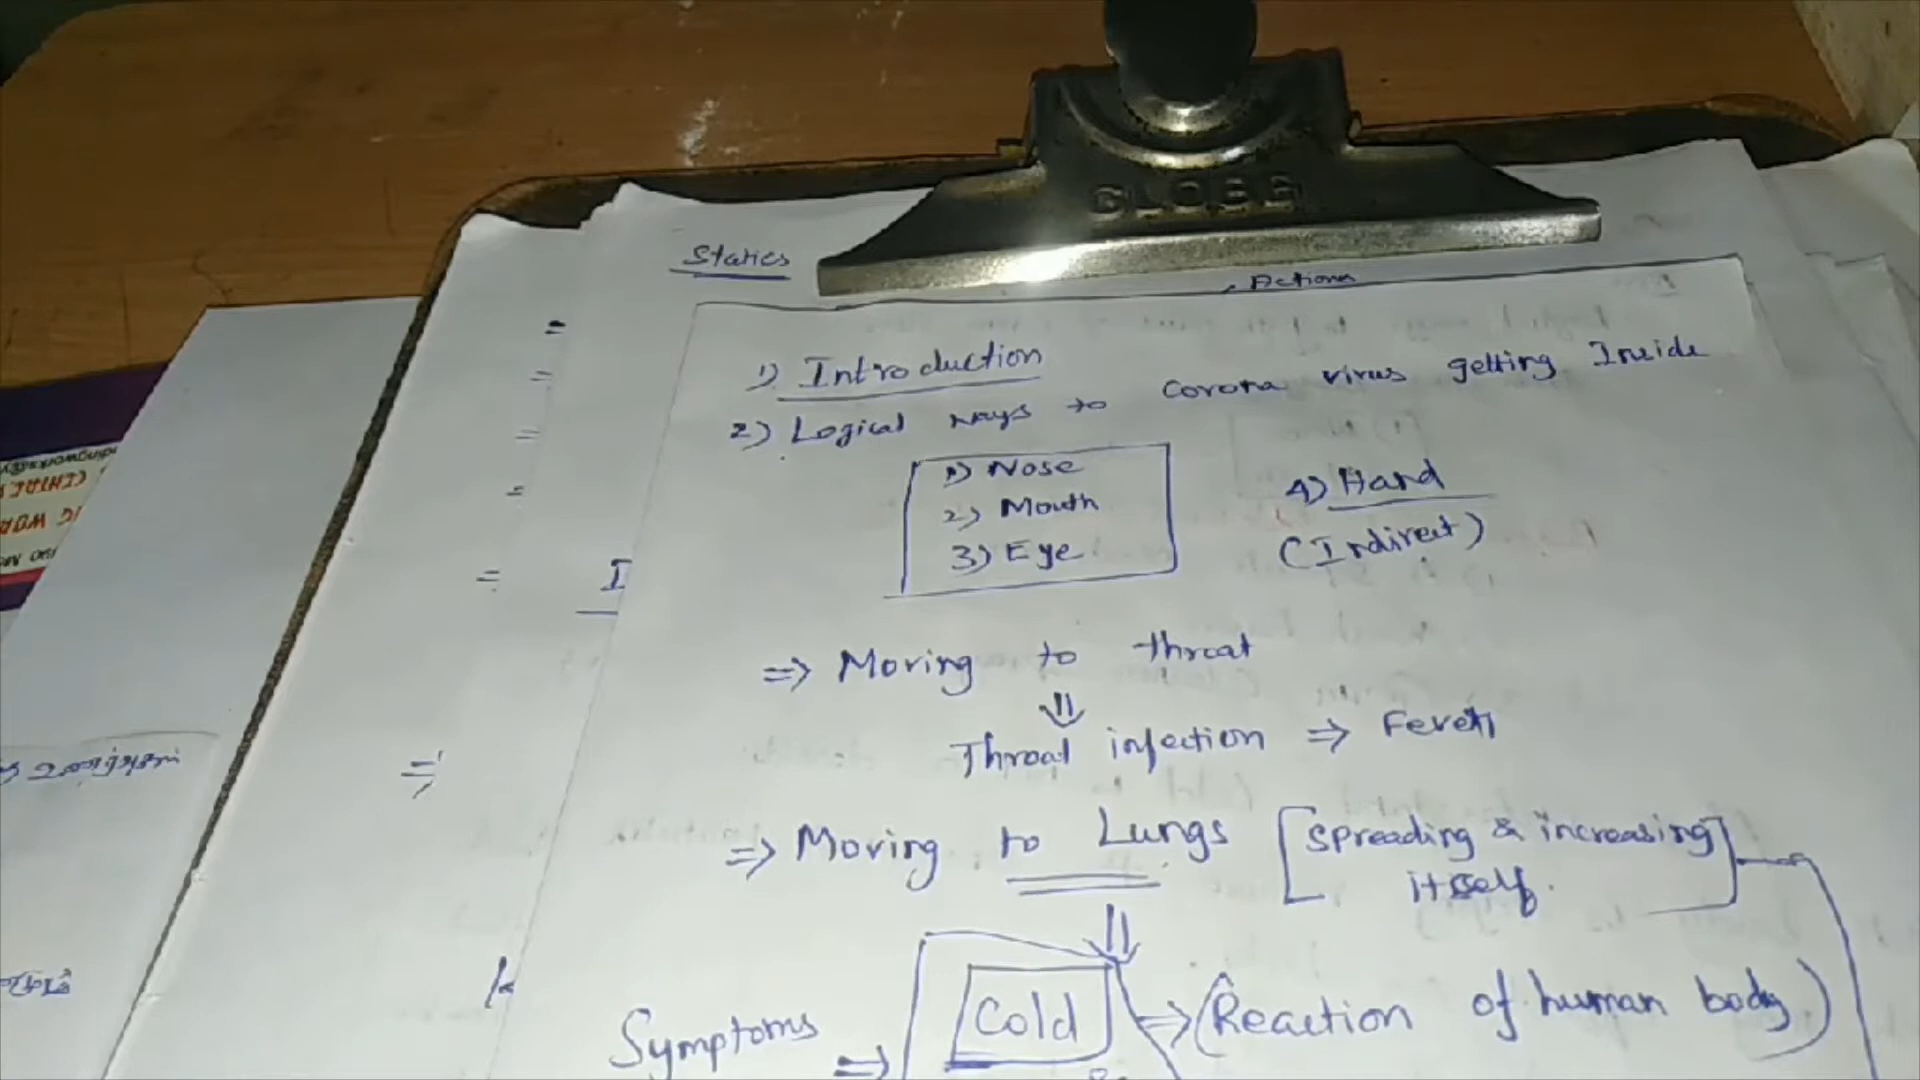 GLOBE
Statics
Actions
1) Introduction
2) Logical ways to corona virus getting Inside
1) Nose
2) Mouth
3) Eye
4) Hand
(Indirect)
I
⇒ Moving to throat
⇓
Throat infection ⇒ Fever
⇒ Moving to Lungs [spreading & increasing
itself.]
⇓
Symptoms ⇒ Cold ⇒ (Reaction of human body)
உணர்வுகள்